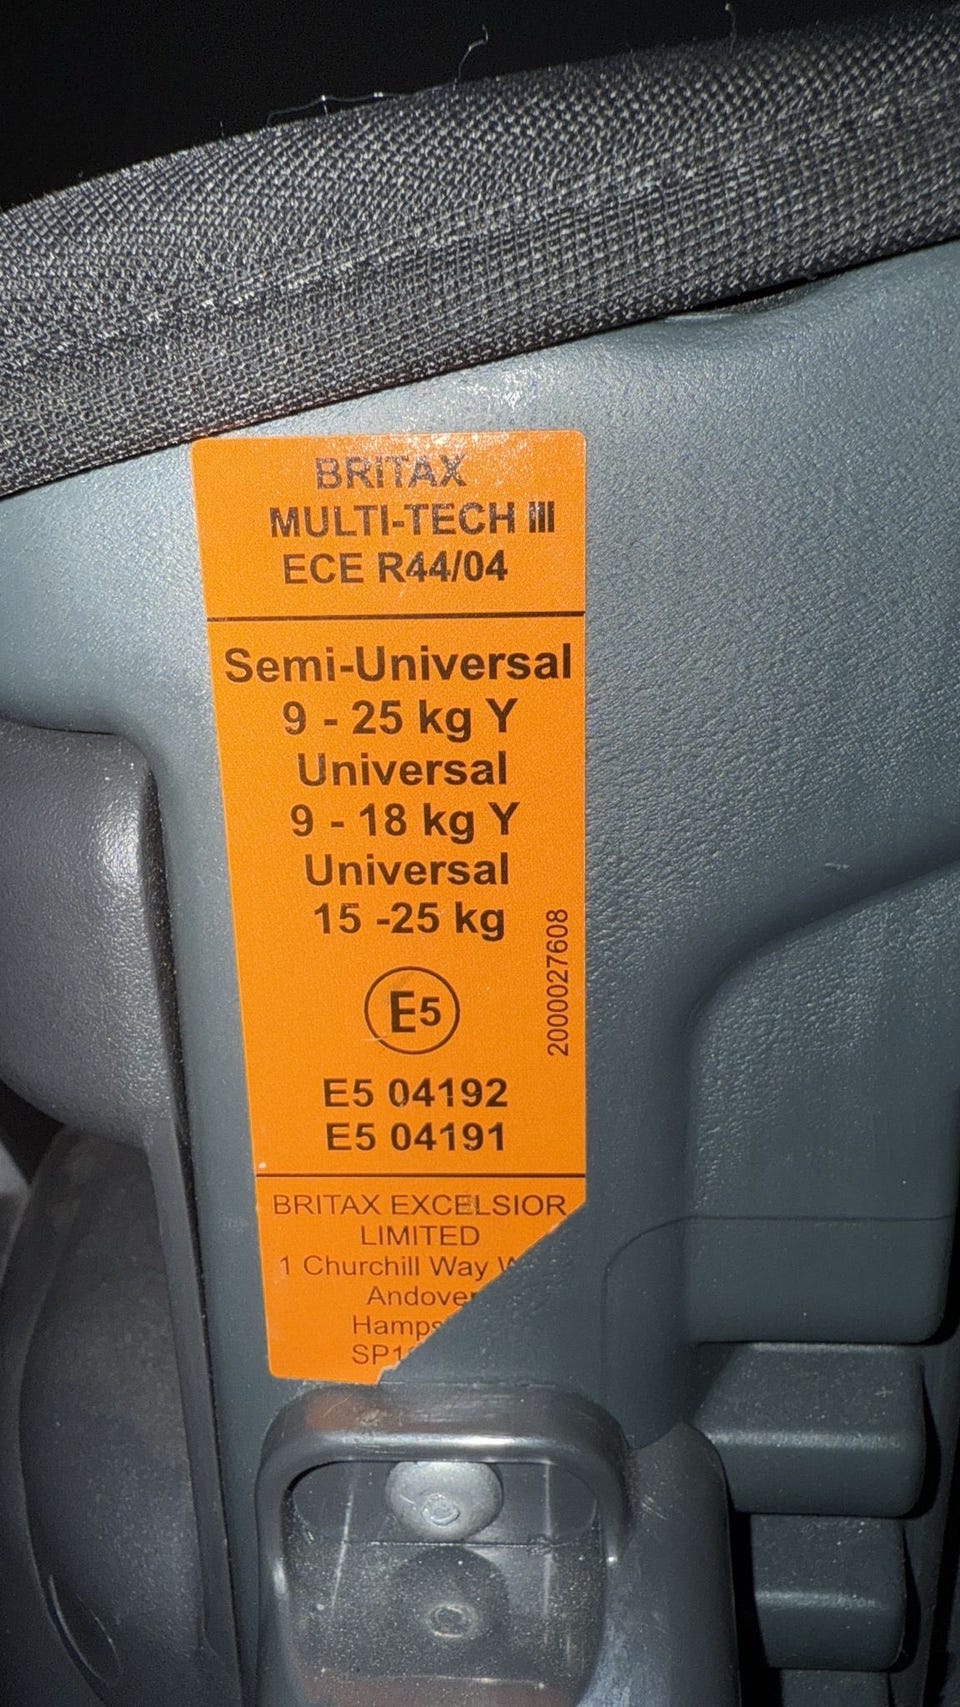 BRITAX
MULTI-TECH III
ECE R44/04
Semi-Universal
9 - 25 kg Y
Universal
9 - 18 kg Y
Universal
15 -25 kg
E5
2000027608
E5 04192
E5 04191
BRITAX EXCELSIOR
LIMITED
1 Churchill Way
Andover